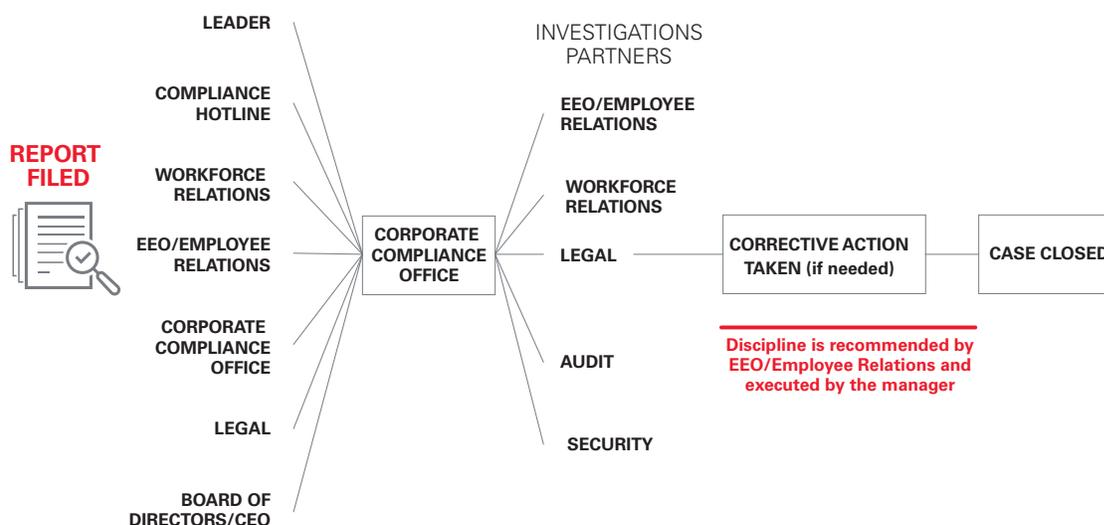 REPORT
FILED
LEADER
COMPLIANCE
HOTLINE
WORKFORCE
RELATIONS
EEO/EMPLOYEE
RELATIONS
CORPORATE
COMPLIANCE
OFFICE
LEGAL
BOARD OF
DIRECTORS/CEO
CORPORATE
COMPLIANCE
OFFICE
INVESTIGATIONS
PARTNERS
EEO/EMPLOYEE
RELATIONS
WORKFORCE
RELATIONS
LEGAL
AUDIT
SECURITY
CORRECTIVE ACTION
TAKEN (if needed)
Discipline is recommended by
EEO/Employee Relations and
executed by the manager
CASE CLOSED